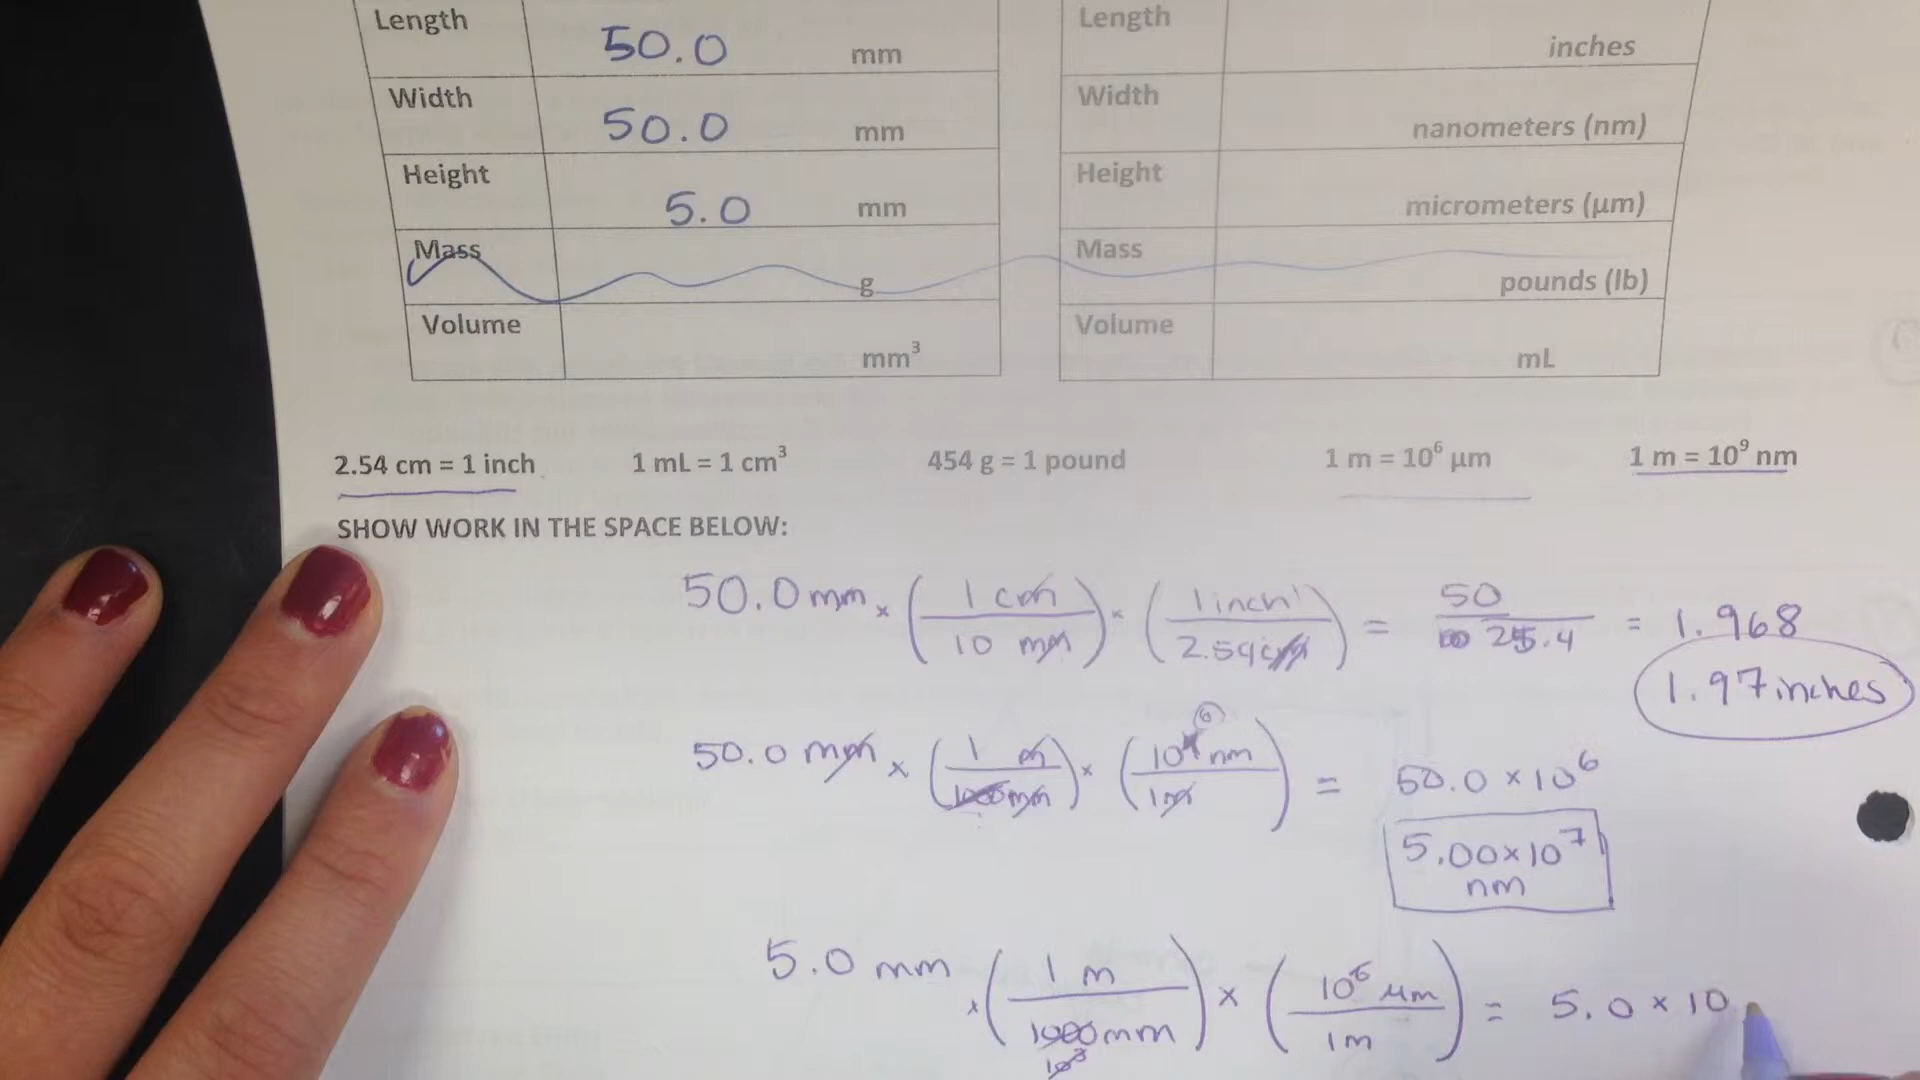 Length 50.0 mm Length inches
Width 50.0 mm Width nanometers (nm)
Height 5.0 mm Height micrometers (µm)
Mass g Mass pounds (lb)
Volume mm³ Volume mL
2.54 cm = 1 inch 1 mL = 1 cm³ 454 g = 1 pound 1 m = 10⁶ µm 1 m = 10⁹ nm
SHOW WORK IN THE SPACE BELOW:
50.0 mm × (1 cm / 10 mm) × (1 inch / 2.54 cm) = 50 / 25.4 = 1.968
1.97 inches
50.0 mm × (1 m / 1000 mm) × (10 ⁶ nm / 1 m) = 50.0 × 10⁶
5.00 × 10⁷
nm
5.0 mm × (1 m / 1000 mm) × (10⁶ µm / 1 m) = 5.0 × 10
10³